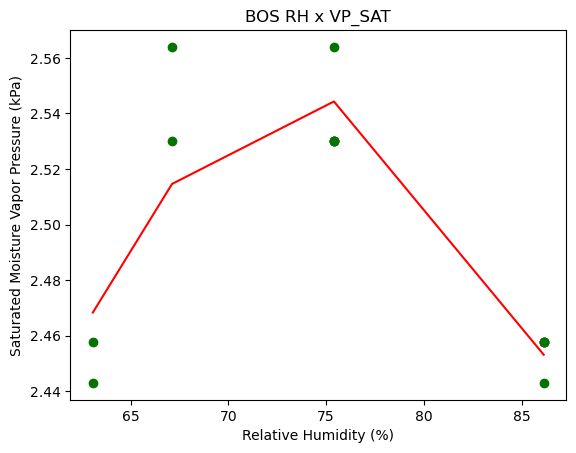 BOS RH x VP_SAT
Saturated Moisture Vapor Pressure (kPa)
2.56
2.54
2.52
2.50
2.48
2.46
2.44
65 70 75 80 85
Relative Humidity (%)